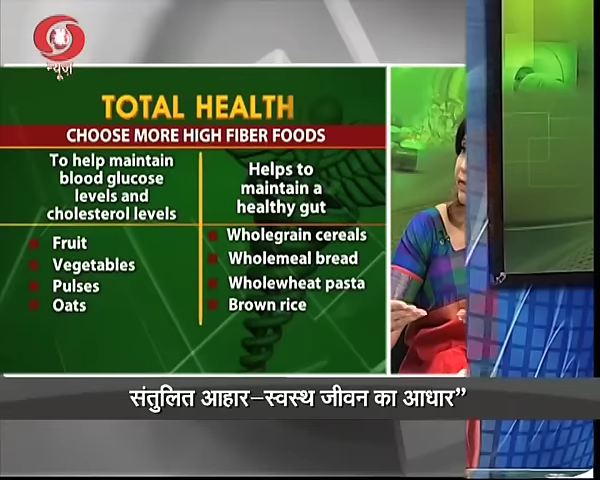 न्यूज़
TOTAL HEALTH
CHOOSE MORE HIGH FIBER FOODS
To help maintain
blood glucose
levels and
cholesterol levels
Fruit
Vegetables
Pulses
Oats
Helps to
maintain a
healthy gut
Wholegrain cereals
Wholemeal bread
Wholewheat pasta
Brown rice
संतुलित आहार–स्वस्थ जीवन का आधार”